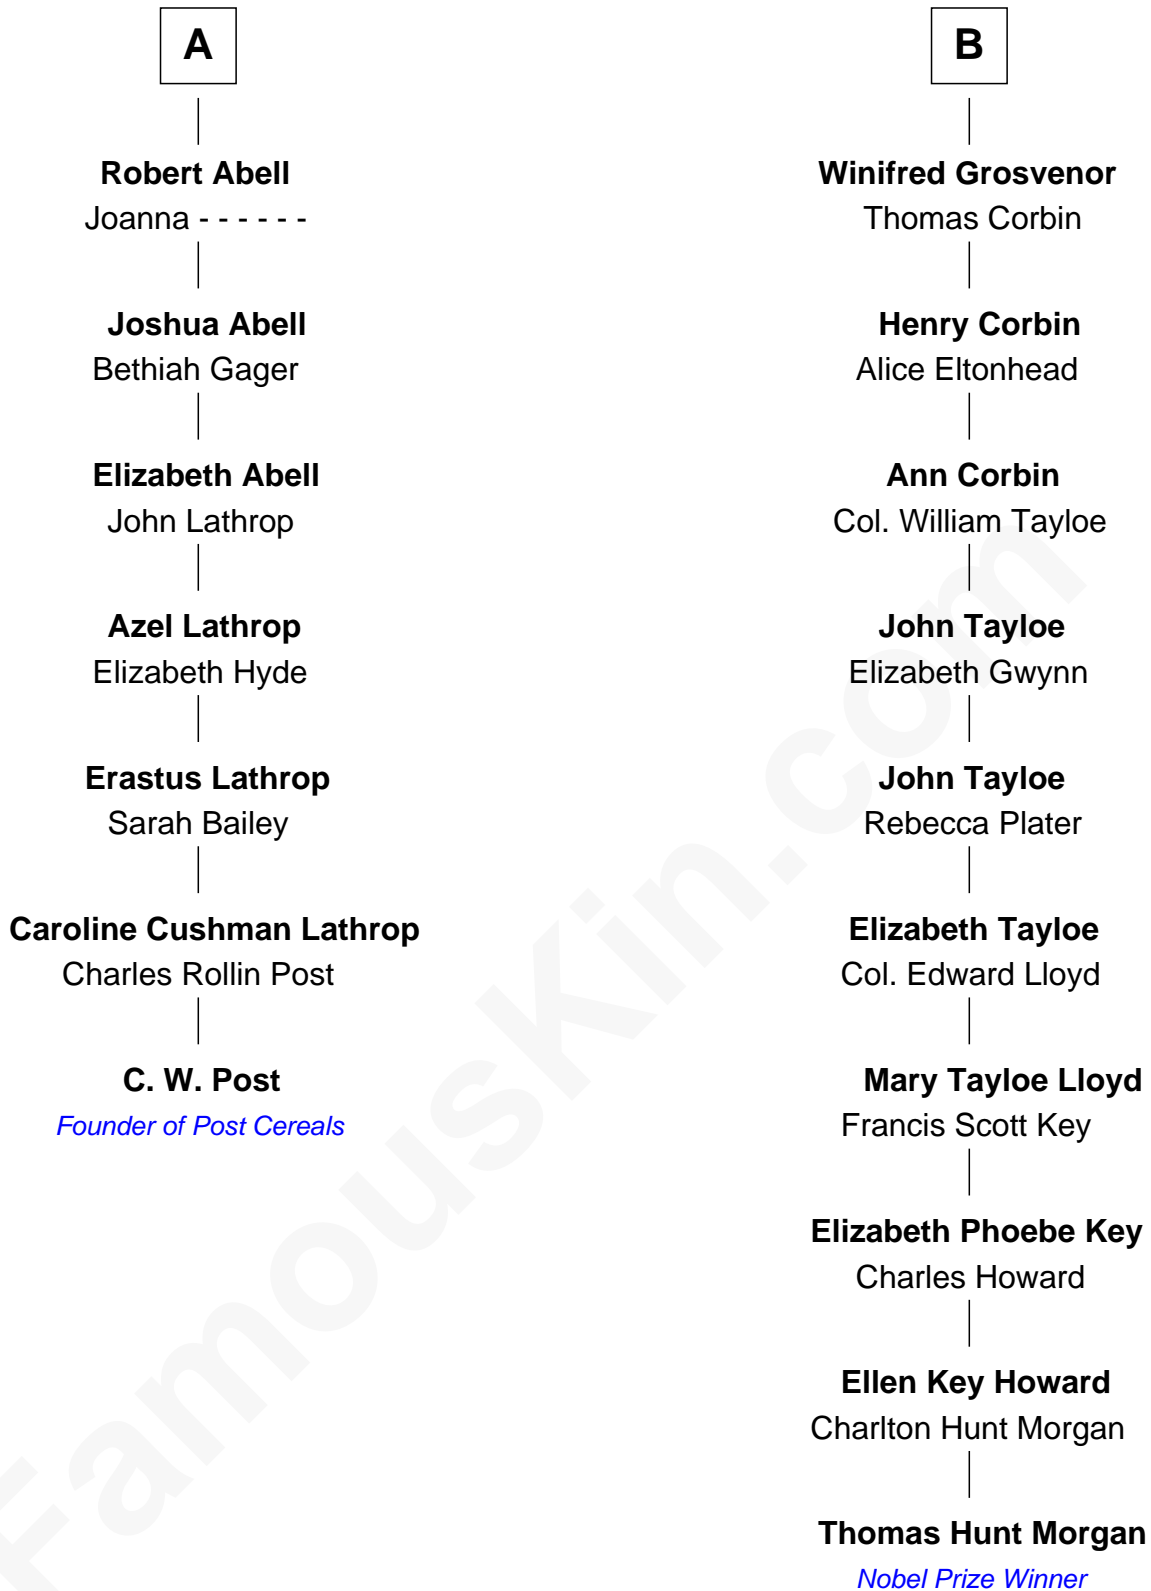 A
Robert Abell
Joanna - - - - - -
Joshua Abell
Bethiah Gager
Elizabeth Abell
John Lathrop
Azel Lathrop
Elizabeth Hyde
Erastus Lathrop
Sarah Bailey
Caroline Cushman Lathrop
Charles Rollin Post
C. W. Post
Founder of Post Cereals
B
Winifred Grosvenor
Thomas Corbin
Henry Corbin
Alice Eltonhead
Ann Corbin
Col. William Tayloe
John Tayloe
Elizabeth Gwynn
John Tayloe
Rebecca Plater
Elizabeth Tayloe
Col. Edward Lloyd
Mary Tayloe Lloyd
Francis Scott Key
Elizabeth Phoebe Key
Charles Howard
Ellen Key Howard
Charlton Hunt Morgan
Thomas Hunt Morgan
Nobel Prize Winner
FamousKin.com